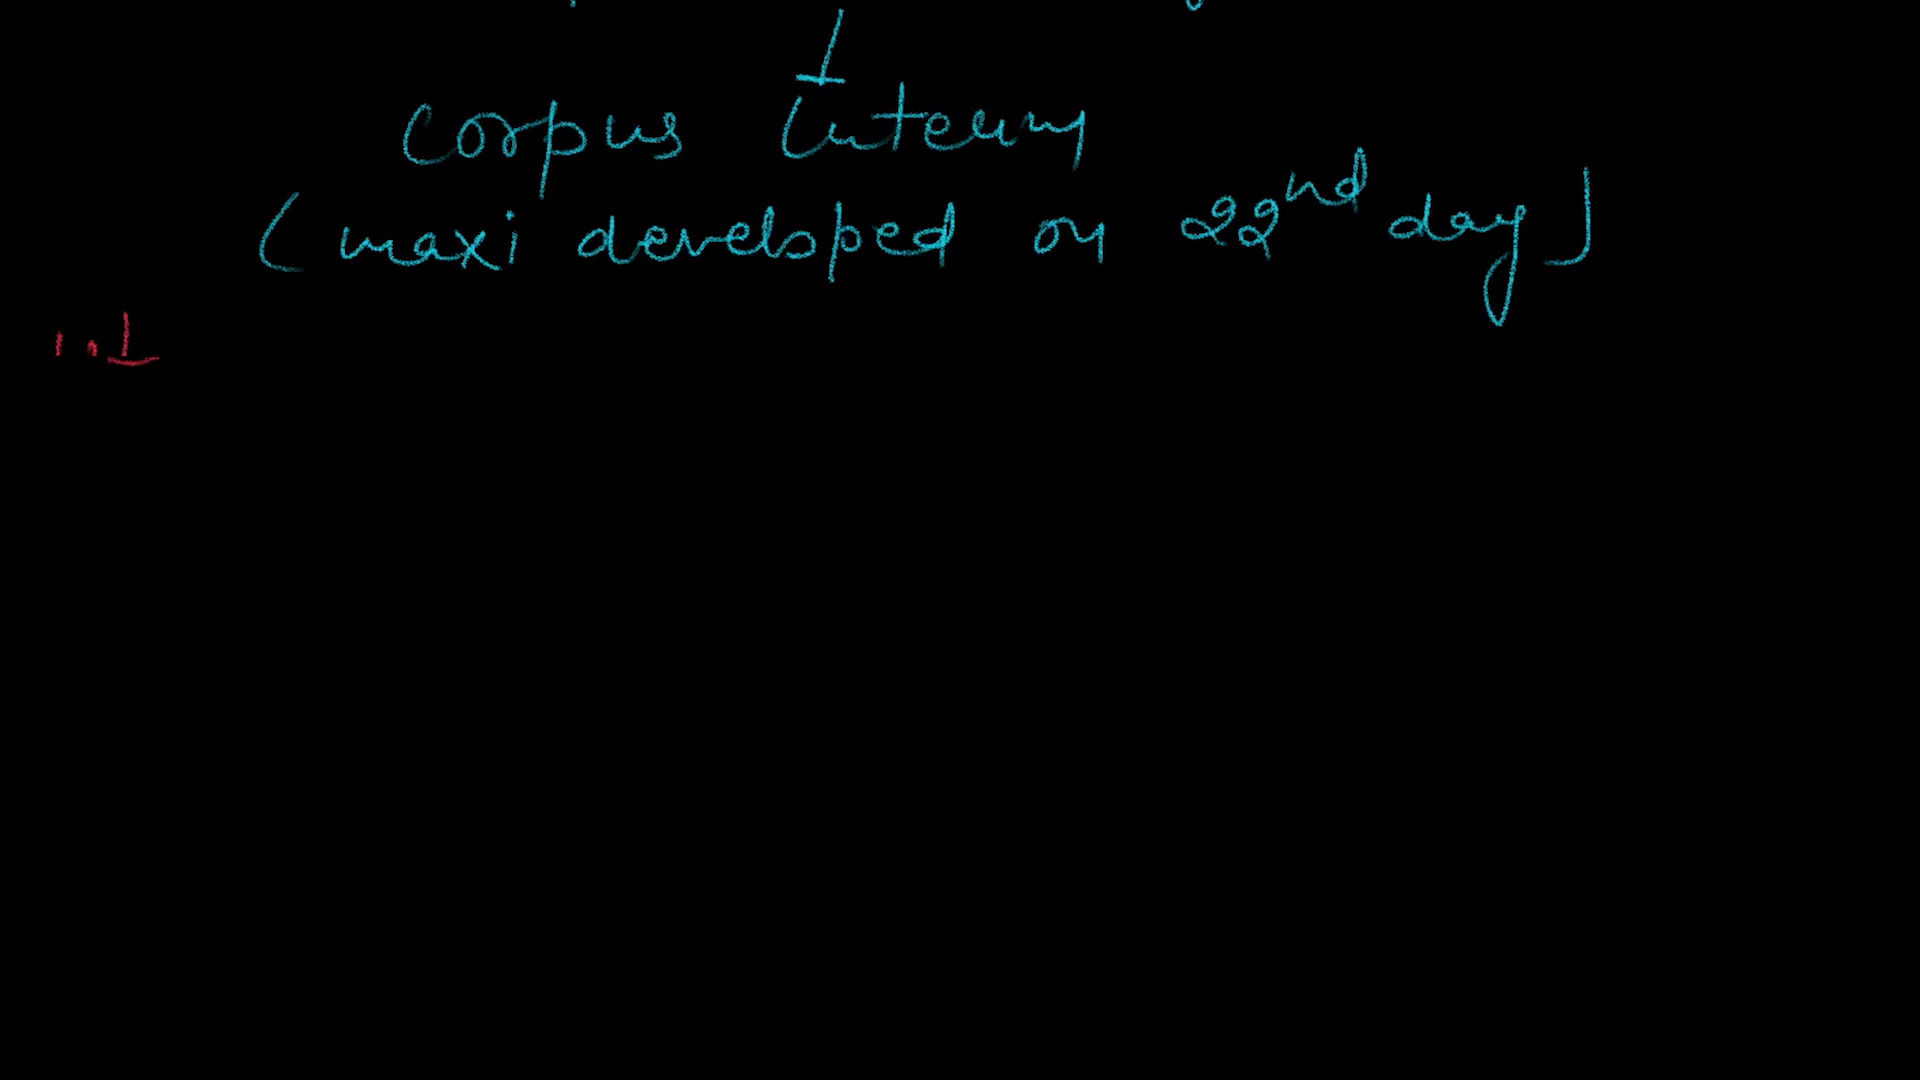 corpus luteum
(maxi developed on 22nd day)